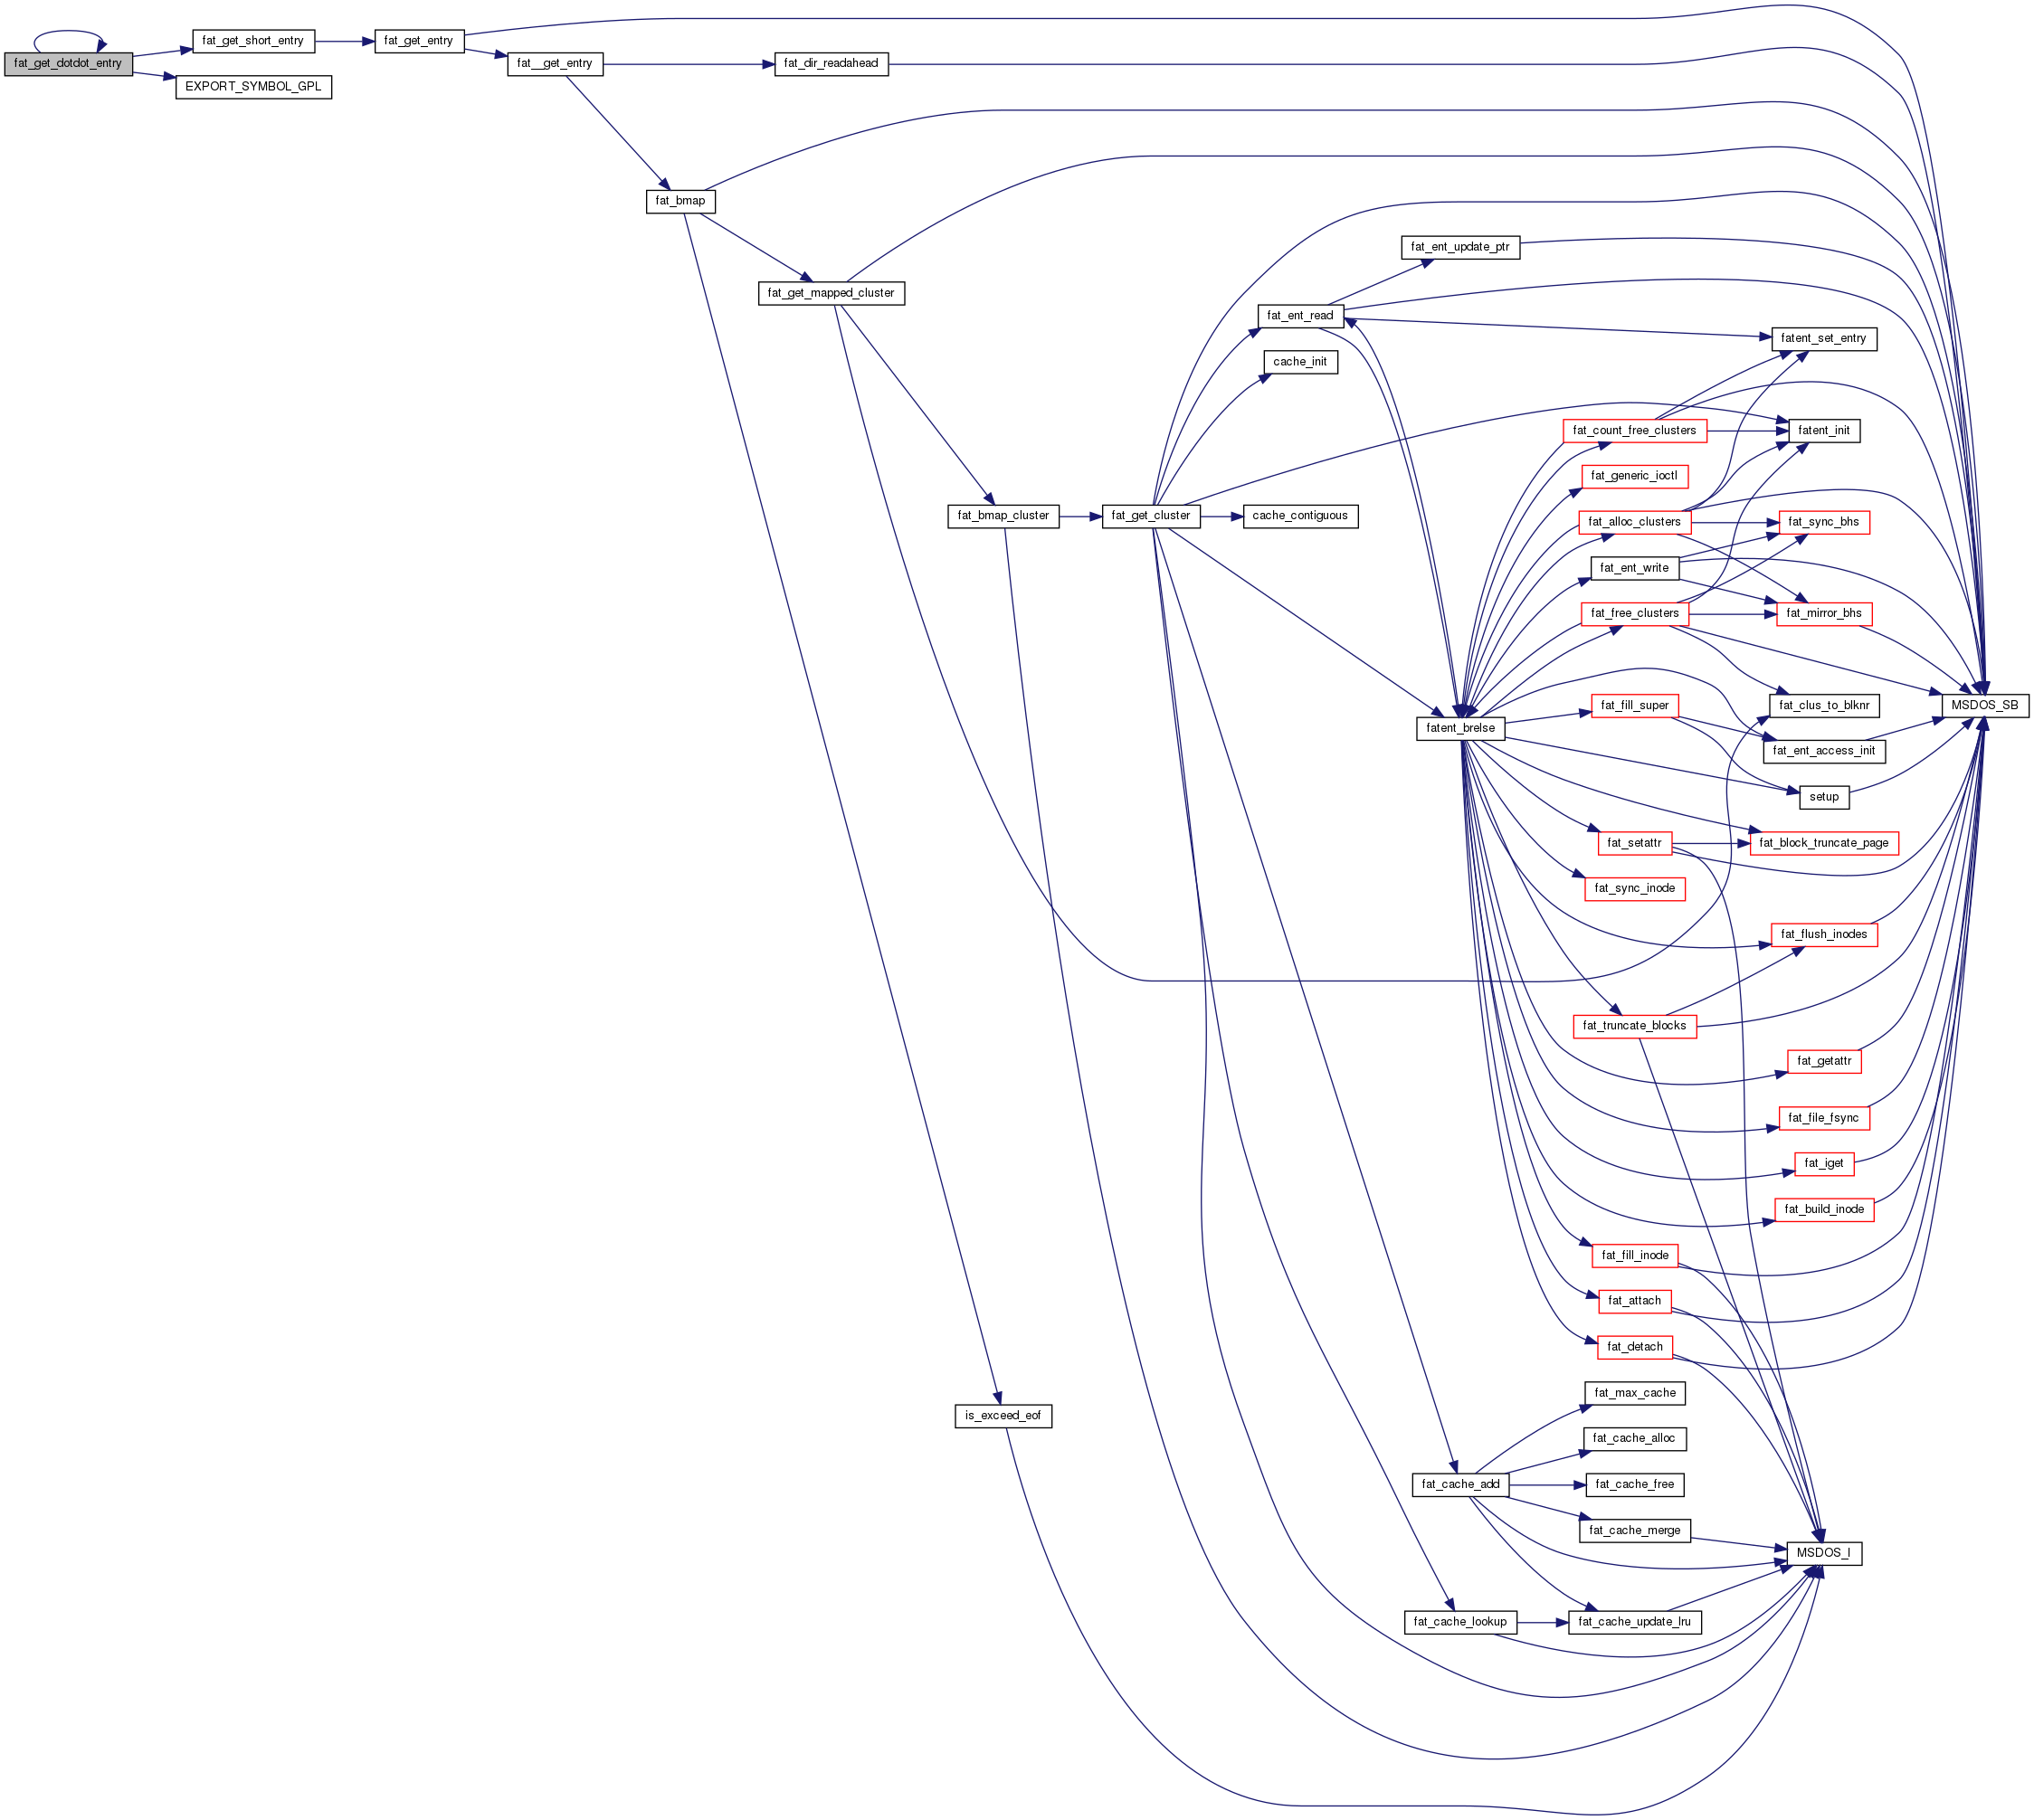 fat_get_dotdot_entry
fat_get_short_entry
EXPORT_SYMBOL_GPL
fat_get_entry
fat__get_entry
fat_dir_readahead
fat_bmap
fat_get_mapped_cluster
fat_bmap_cluster
is_exceed_eof
fat_get_cluster
fat_ent_read
cache_init
cache_contiguous
fat_ent_update_ptr
fatent_brelse
fat_cache_add
fat_cache_lookup
fat_count_free_clusters
fat_generic_ioctl
fat_alloc_clusters
fat_ent_write
fat_free_clusters
fat_fill_super
fat_setattr
fat_sync_inode
fat_truncate_blocks
fat_fill_inode
fat_attach
fat_detach
fat_max_cache
fat_cache_alloc
fat_cache_free
fat_cache_merge
fat_cache_update_lru
fatent_set_entry
fatent_init
fat_sync_bhs
fat_mirror_bhs
fat_clus_to_blknr
fat_ent_access_init
setup
fat_block_truncate_page
fat_flush_inodes
fat_getattr
fat_file_fsync
fat_iget
fat_build_inode
MSDOS_I
MSDOS_SB